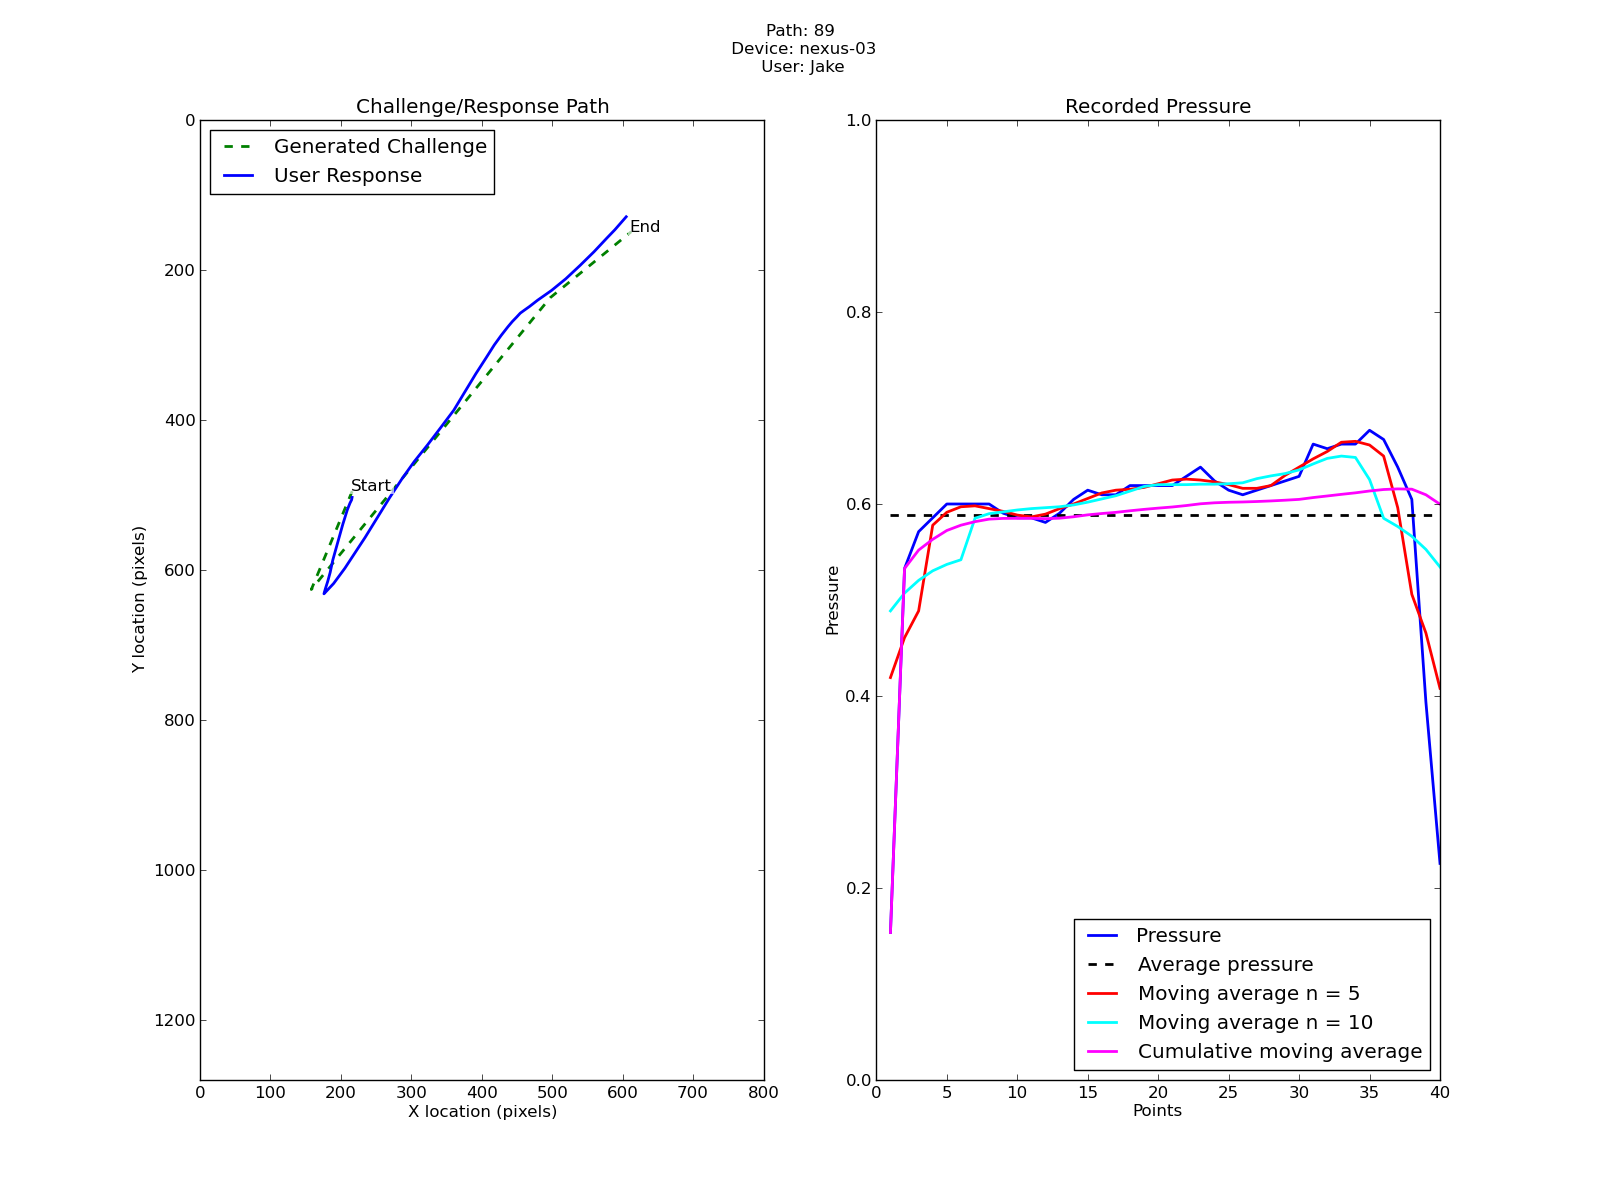 Path: 89
Device: nexus-03
User: Jake
Challenge/Response Path
Generated Challenge
User Response
0
200
400
600
800
1000
1200
Y location (pixels)
Start
End
0 100 200 300 400 500 600 700 800
X location (pixels)
Recorded Pressure
1.0
0.8
0.6
0.4
0.2
0.0
Pressure
Pressure
Average pressure
Moving average n = 5
Moving average n = 10
Cumulative moving average
0 5 10 15 20 25 30 35 40
Points